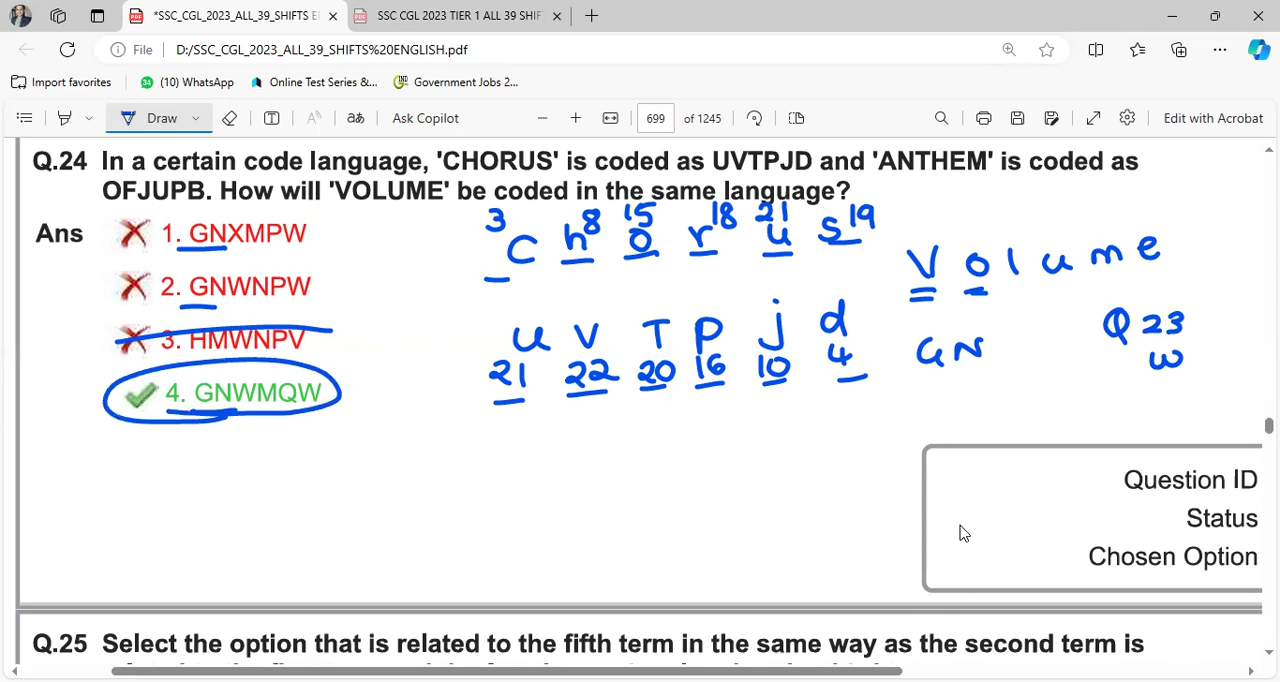 *SSC_CGL_2023_ALL_39_SHIFTS E
SSC CGL 2023 TIER 1 ALL 39 SHIF
File
D:/SSC_CGL_2023_ALL_39_SHIFTS%20ENGLISH.pdf
Import favorites
34
(10) WhatsApp
Online Test Series &...
Government Jobs 2...
Draw
aあ
Ask Copilot
699
of 1245
Edit with Acrobat
Q.24 In a certain code language, 'CHORUS' is coded as UVTPJD and 'ANTHEM' is coded as
OFJUPB. How will 'VOLUME' be coded in the same language?
Ans
1. GNXMPW
2. GNWNPW
3. HMWNPV
4. GNWMQW
3 8 15 18 21 19
C h o r u s
u v T p j d
21 22 20 16 10 4
V o l u m e
G N
Q 23
w
Question ID
Status
Chosen Option
Q.25 Select the option that is related to the fifth term in the same way as the second term is